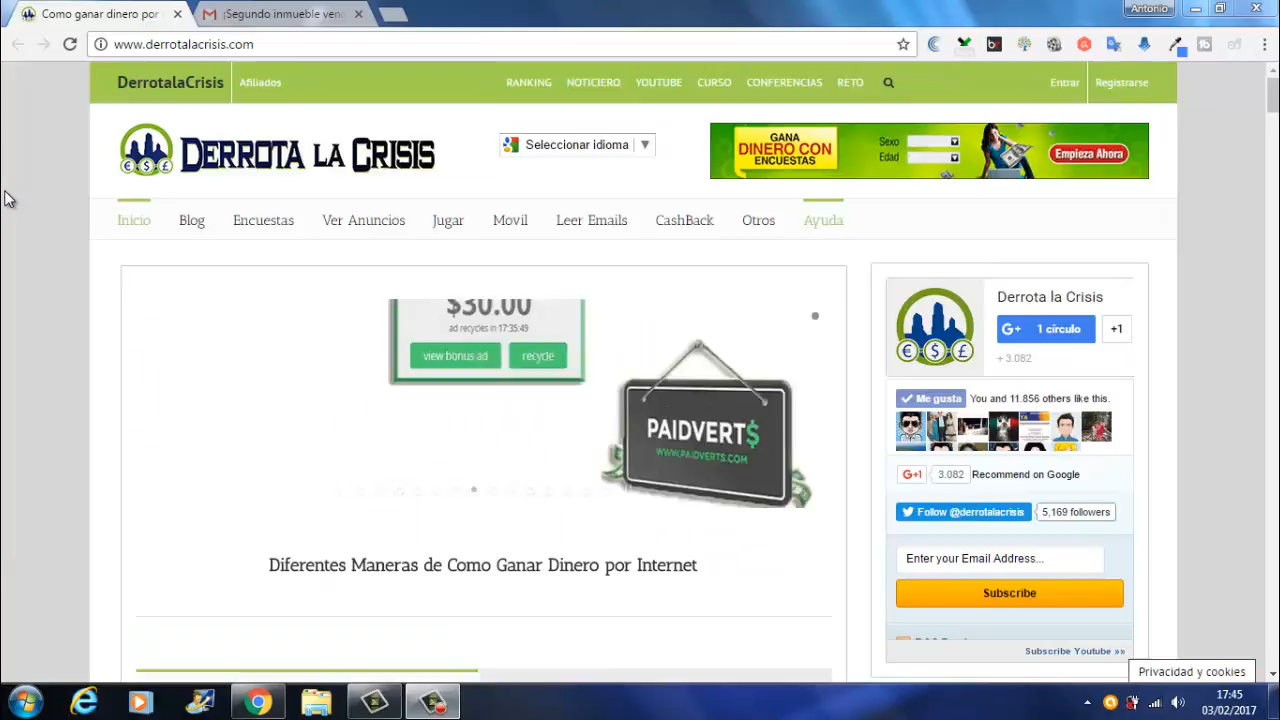 Como ganar dinero por
¡Segundo inmueble venc
Antonio
www.derrotalacrisis.com
DerrotalaCrisis
Afiliados
RANKING
NOTICIERO
YOUTUBE
CURSO
CONFERENCIAS
RETO
Entrar
Registrarse
DERROTA LA CRISIS
Seleccionar idioma
GANA
DINERO CON
ENCUESTAS
Sexo
Edad
Empieza Ahora
Inicio
Blog
Encuestas
Ver Anuncios
Jugar
Movil
Leer Emails
CashBack
Otros
Ayuda
$30.00
ad recycles in 17:35:49
view bonus ad
recycle
PAIDVERT$
WWW.PAIDVERTS.COM
Diferentes Maneras de Como Ganar Dinero por Internet
Derrota la Crisis
G+ 1 círculo
+1
+ 3.082
Me gusta
You and 11.856 others like this.
G+1
3.082
Recommend on Google
Follow @derrotalacrisis
5,169 followers
Enter your Email Address...
Subscribe
Subscribe Youtube »»
Privacidad y cookies
17:45
03/02/2017